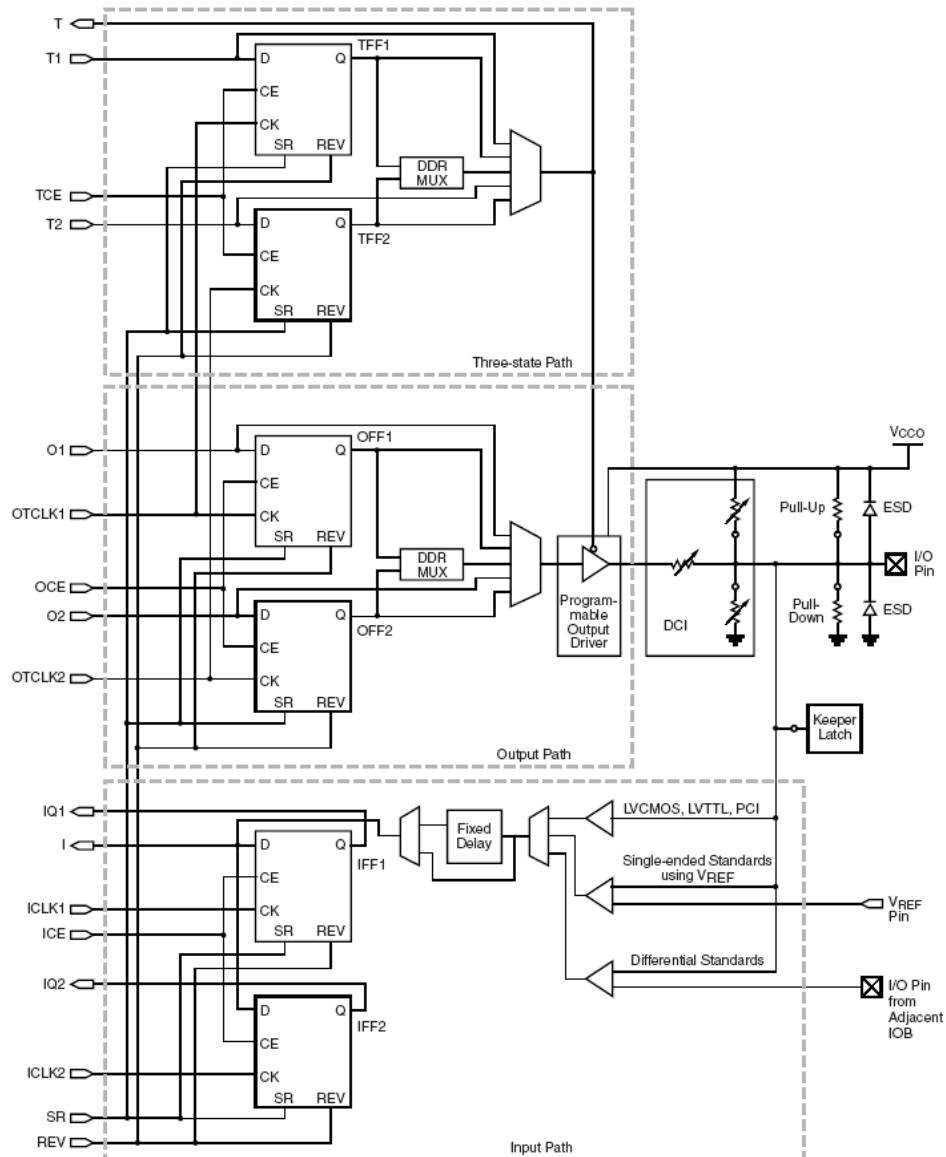 T
T1
D
Q
TFF1
CE
CK
SR
REV
DDR
MUX
TCE
T2
D
Q
TFF2
CE
CK
SR
REV
Three-state Path
O1
D
Q
OFF1
VCCO
CE
OTCLK1
CK
SR
REV
Pull-Up
ESD
DDR
MUX
I/O
Pin
OCE
O2
D
Q
OFF2
Program-
mable
Output
Driver
DCI
Pull-
Down
ESD
CE
OTCLK2
CK
SR
REV
Keeper
Latch
Output Path
IQ1
LVCMOS, LVTTL, PCI
Fixed
Delay
I
D
Q
IFF1
Single-ended Standards
using VREF
CE
ICLK1
CK
VREF
Pin
ICE
SR
REV
Differential Standards
IQ2
I/O Pin
from
Adjacent
IOB
D
Q
IFF2
CE
ICLK2
CK
SR
REV
SR
REV
Input Path